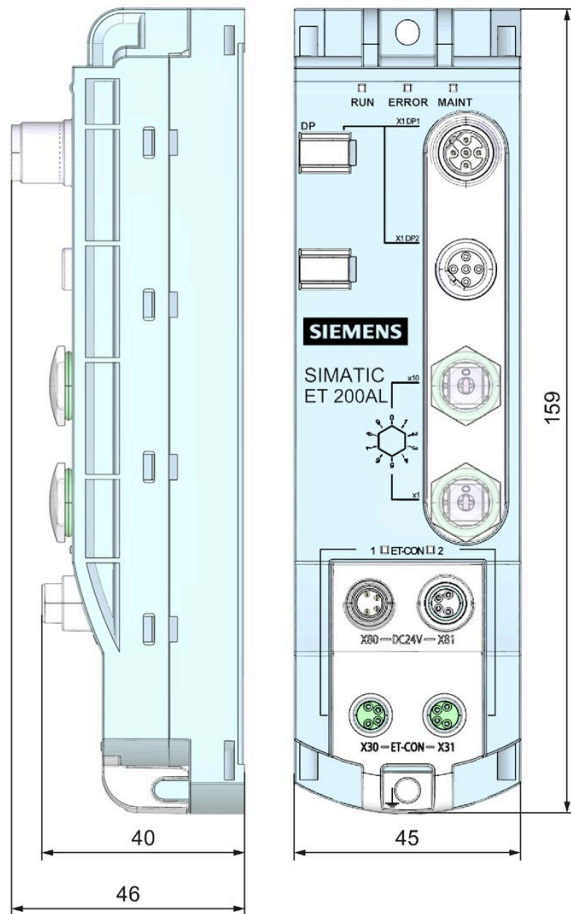 RUN ERROR MAINT
DP
X1 DP1
X1 DP2
SIEMENS
SIMATIC
ET 200AL
x10
x1
1 ET-CON 2
X80 DC24V X81
X30 ET-CON X31
159
40
45
46